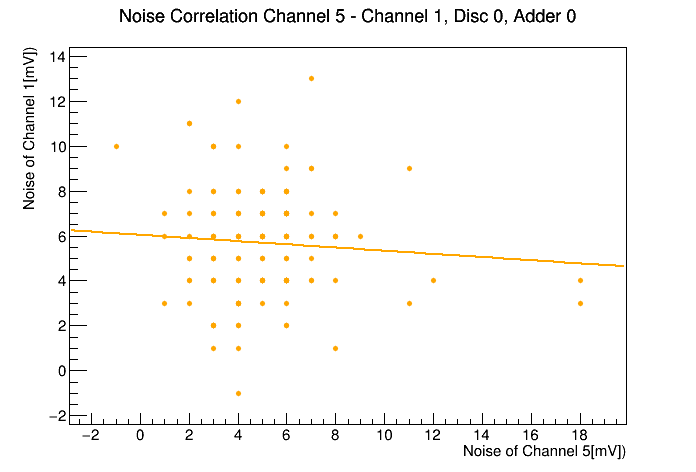 Noise Correlation Channel 5 - Channel 1, Disc 0, Adder 0
Noise of Channel 1[mV])
14
12
10
8
6
4
2
0
−2
−2 0 2 4 6 8 10 12 14 16 18
Noise of Channel 5[mV])